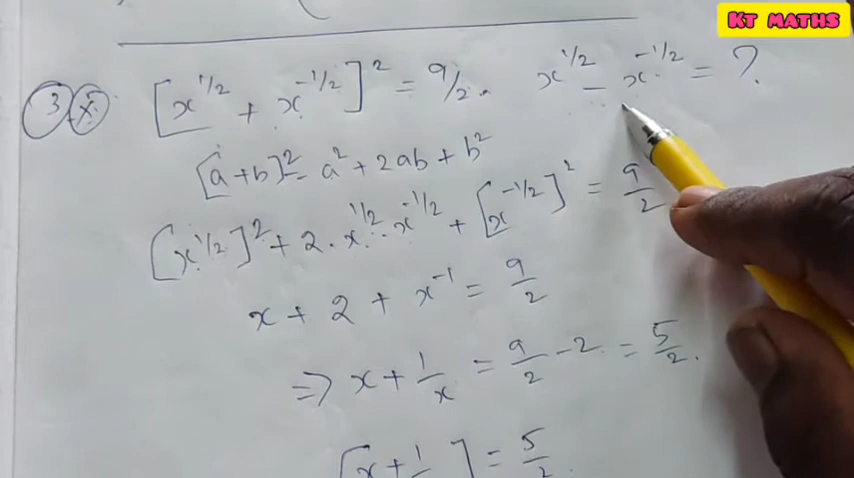 KT MATHS
3 * [x^{1/2} + x^{-1/2}]^2 = 9/2. x^{1/2} - x^{-1/2} = ?
[a+b]^2 = a^2 + 2ab + b^2
[x^{1/2}]^2 + 2 · x^{1/2} · x^{-1/2} + [x^{-1/2}]^2 = 9/2
x + 2 + x^{-1} = 9/2
⇒ x + 1/x = 9/2 - 2 = 5/2.
[x + 1/ ] = 5/2.